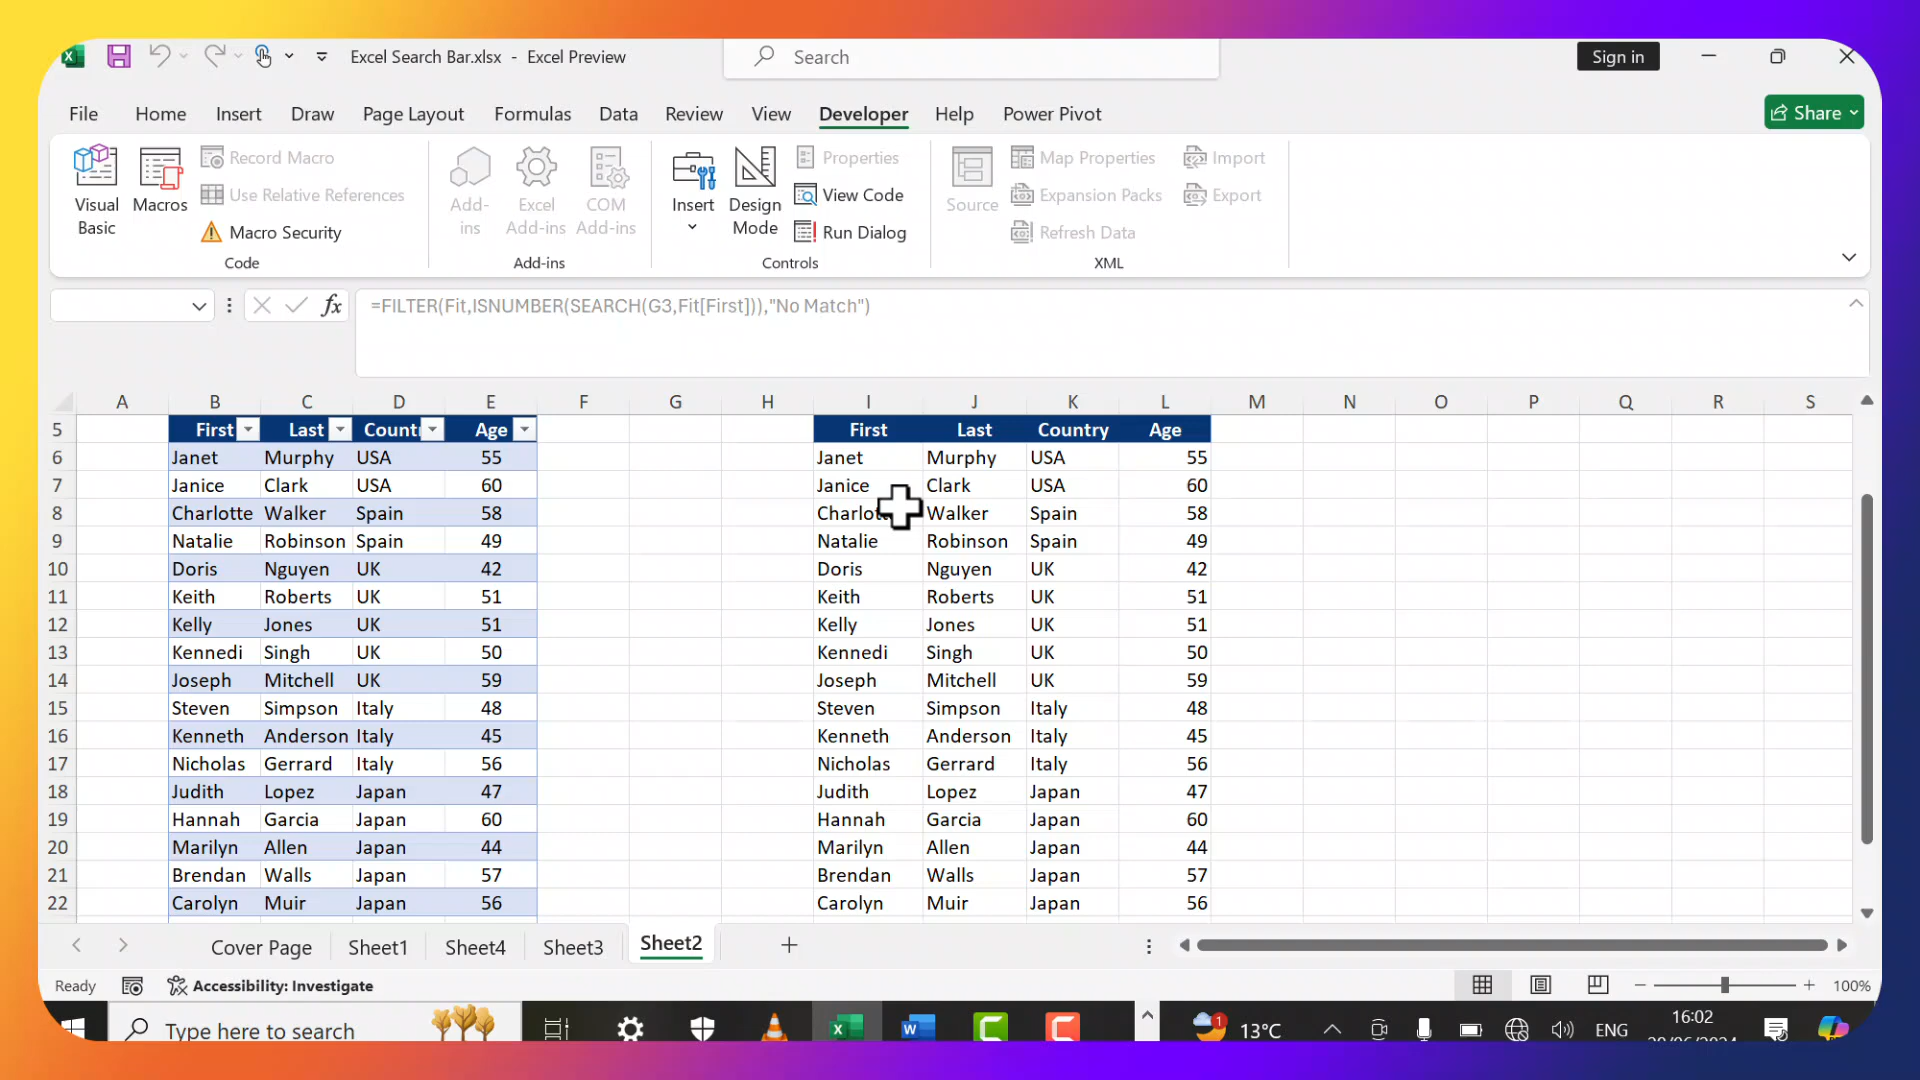 Excel Search Bar.xlsx - Excel Preview
Search
Sign in
File Home Insert Draw Page Layout Formulas Data Review View Developer Help Power Pivot
Share
Visual Basic
Macros
Record Macro
Use Relative References
Macro Security
Code
Add-ins
Excel Add-ins
COM Add-ins
Add-ins
Insert
Design Mode
Properties
View Code
Run Dialog
Controls
Source
Map Properties
Expansion Packs
Refresh Data
Import
Export
XML
fx
=FILTER(Fit,ISNUMBER(SEARCH(G3,Fit[First])),"No Match")
A B C D E F G H I J K L M N O P Q R S
5 First Last Countr Age First Last Country Age
6 Janet Murphy USA 55 Janet Murphy USA 55
7 Janice Clark USA 60 Janice Clark USA 60
8 Charlotte Walker Spain 58 Charlotte Walker Spain 58
9 Natalie Robinson Spain 49 Natalie Robinson Spain 49
10 Doris Nguyen UK 42 Doris Nguyen UK 42
11 Keith Roberts UK 51 Keith Roberts UK 51
12 Kelly Jones UK 51 Kelly Jones UK 51
13 Kennedi Singh UK 50 Kennedi Singh UK 50
14 Joseph Mitchell UK 59 Joseph Mitchell UK 59
15 Steven Simpson Italy 48 Steven Simpson Italy 48
16 Kenneth Anderson Italy 45 Kenneth Anderson Italy 45
17 Nicholas Gerrard Italy 56 Nicholas Gerrard Italy 56
18 Judith Lopez Japan 47 Judith Lopez Japan 47
19 Hannah Garcia Japan 60 Hannah Garcia Japan 60
20 Marilyn Allen Japan 44 Marilyn Allen Japan 44
21 Brendan Walls Japan 57 Brendan Walls Japan 57
22 Carolyn Muir Japan 56 Carolyn Muir Japan 56
Cover Page Sheet1 Sheet4 Sheet3 Sheet2
Ready
Accessibility: Investigate
100%
Type here to search
1
13°C
ENG
16:02